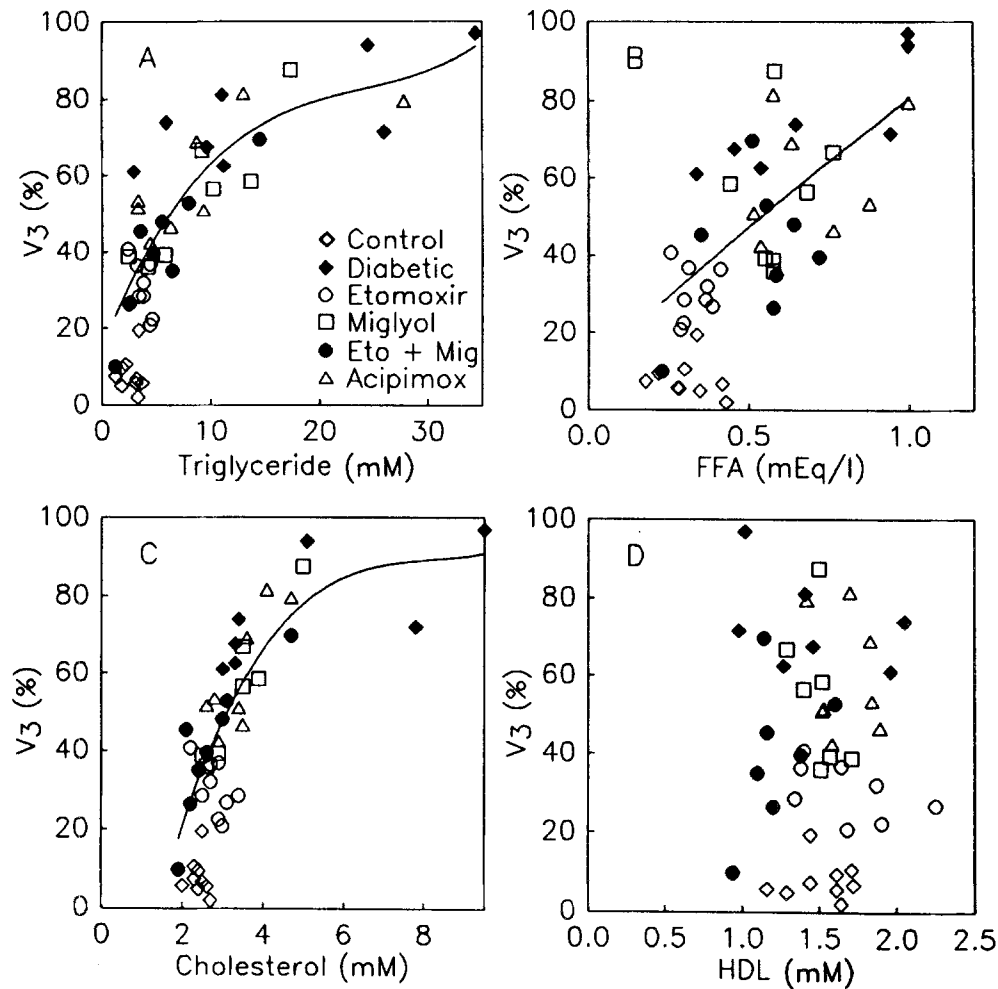 A
V3 (%)
100
80
60
40
20
0
0
10
20
30
Triglyceride (mM)
Control
Diabetic
Etomoxir
Miglyol
Eto + Mig
Acipimox
B
V3 (%)
100
80
60
40
20
0
0.0
0.5
1.0
FFA (mEq/l)
C
V3 (%)
100
80
60
40
20
0
2
4
6
8
Cholesterol (mM)
D
V3 (%)
100
80
60
40
20
0
0.0
0.5
1.0
1.5
2.0
2.5
HDL (mM)